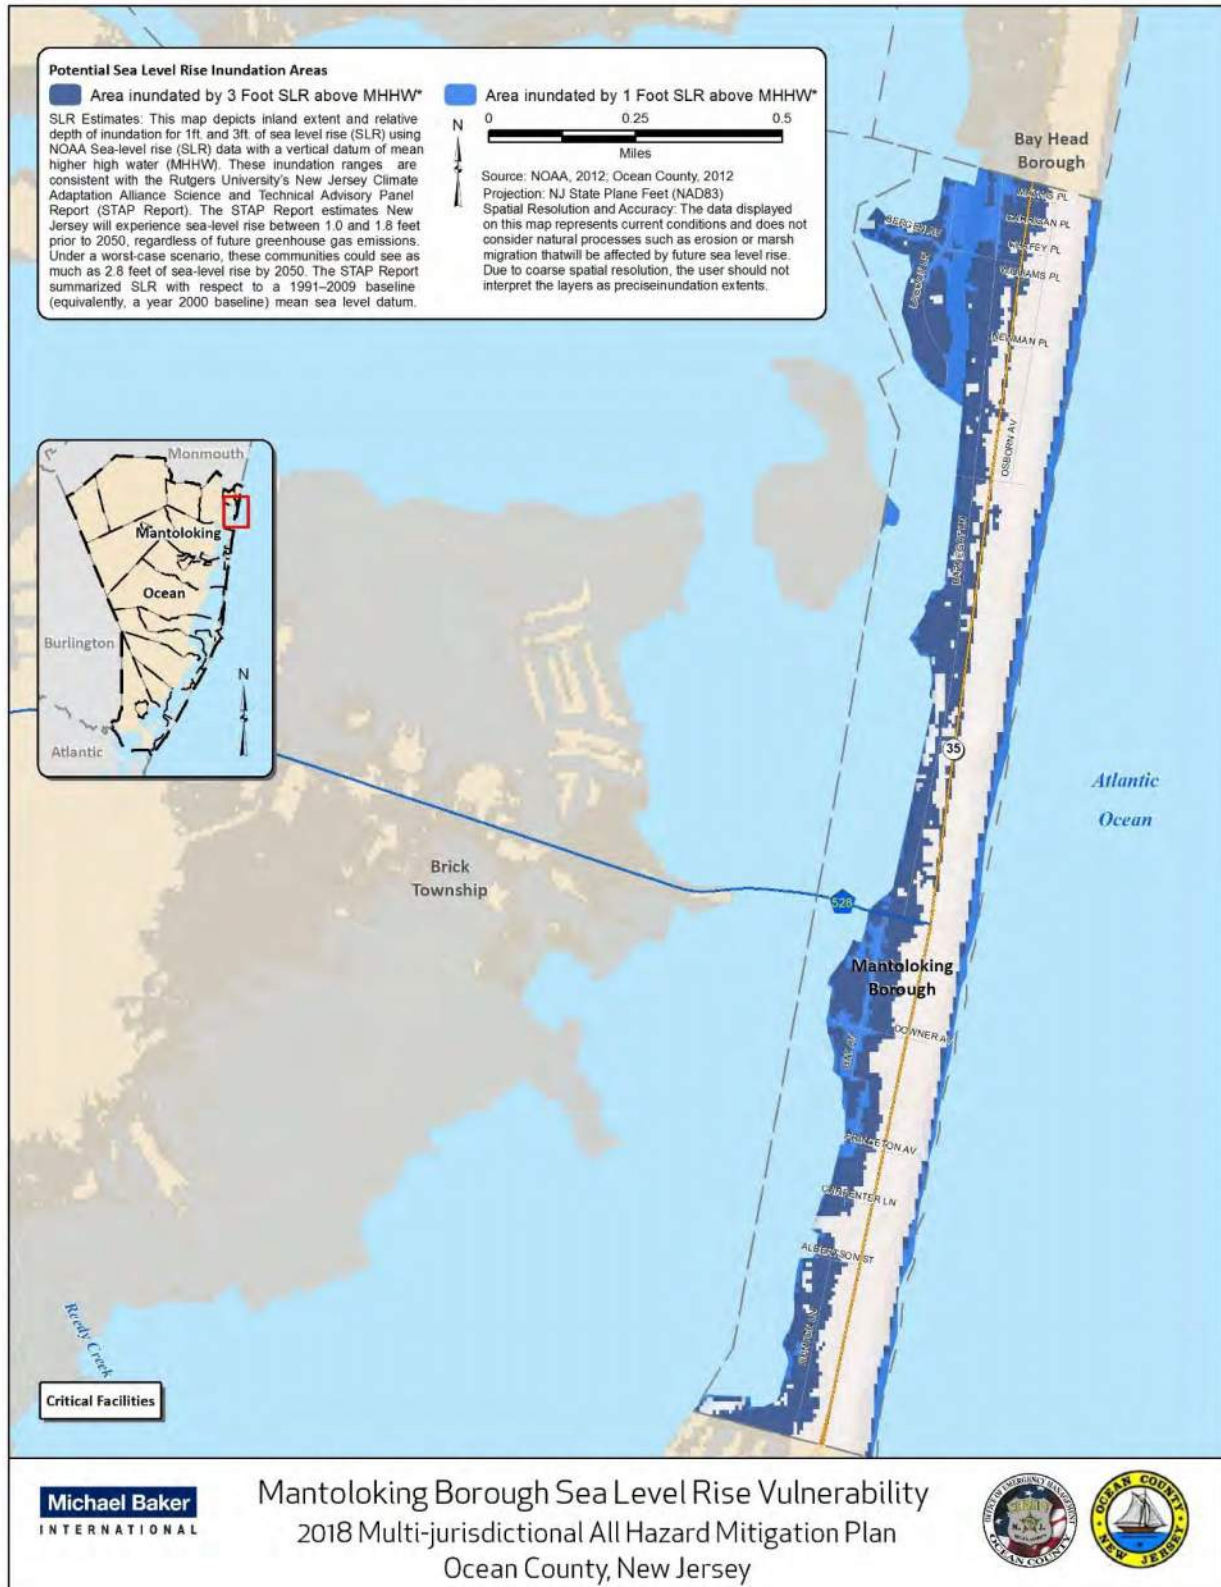 Potential Sea Level Rise Inundation Areas
Area inundated by 3 Foot SLR above MHHW*
SLR Estimates: This map depicts inland extent and relative
depth of inundation for 1ft. and 3ft. of sea level rise (SLR) using
NOAA Sea-level rise (SLR) data with a vertical datum of mean
higher high water (MHHW). These inundation ranges are
consistent with the Rutgers University's New Jersey Climate
Adaptation Alliance Science and Technical Advisory Panel
Report (STAP Report). The STAP Report estimates New
Jersey will experience sea-level rise between 1.0 and 1.8 feet
prior to 2050, regardless of future greenhouse gas emissions.
Under a worst-case scenario, these communities could see as
much as 2.8 feet of sea-level rise by 2050. The STAP Report
summarized SLR with respect to a 1991–2009 baseline
(equivalently, a year 2000 baseline) mean sea level datum.
Area inundated by 1 Foot SLR above MHHW*
N
0 0.25 0.5
Miles
Source: NOAA, 2012; Ocean County, 2012
Projection: NJ State Plane Feet (NAD83)
Spatial Resolution and Accuracy: The data displayed
on this map represents current conditions and does not
consider natural processes such as erosion or marsh
migration thatwill be affected by future sea level rise.
Due to coarse spatial resolution, the user should not
interpret the layers as preciseinundation extents.
Bay Head
Borough
BERGEN AV
LAGOON LN
NEWMAN PL
OSBORN AV
35
Monmouth
Mantoloking
Ocean
Burlington
N
Atlantic
Atlantic
Ocean
Brick
Township
528
Mantoloking
Borough
DOWNER AV
BAY AV
PRINCETON AV
CARPENTER LN
ALBERTSON ST
Reedy Creek
Critical Facilities
Michael Baker
INTERNATIONAL
Mantoloking Borough Sea Level Rise Vulnerability
2018 Multi-jurisdictional All Hazard Mitigation Plan
Ocean County, New Jersey
OCEAN COUNTY
NEW JERSEY